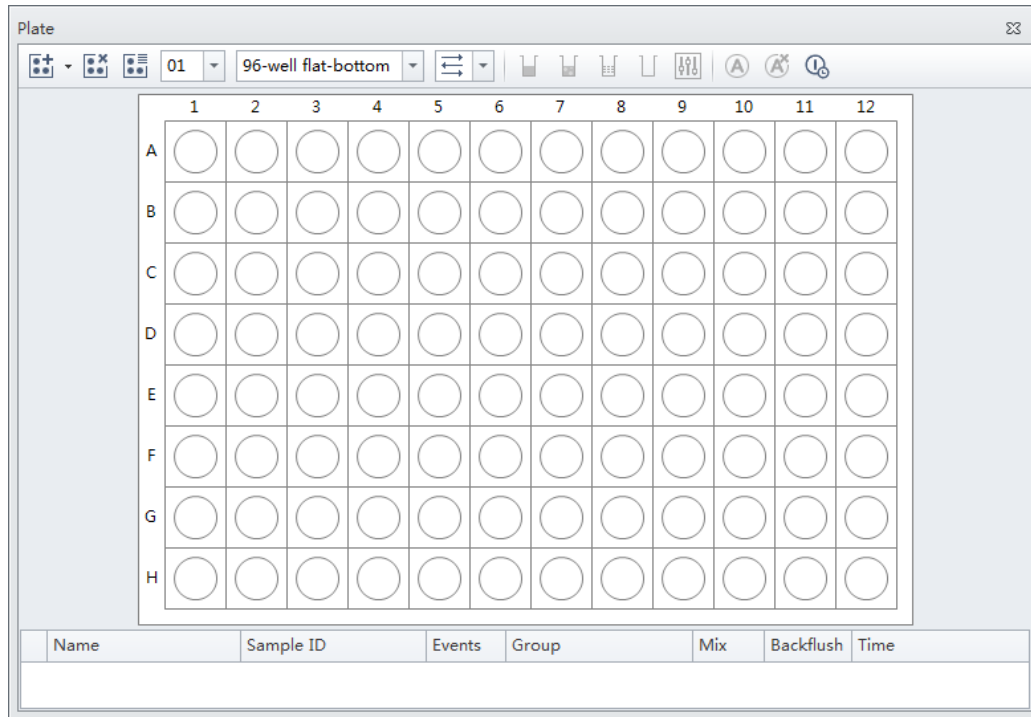 Plate
01 96-well flat-bottom
1 2 3 4 5 6 7 8 9 10 11 12
A
B
C
D
E
F
G
H
Name Sample ID Events Group Mix Backflush Time